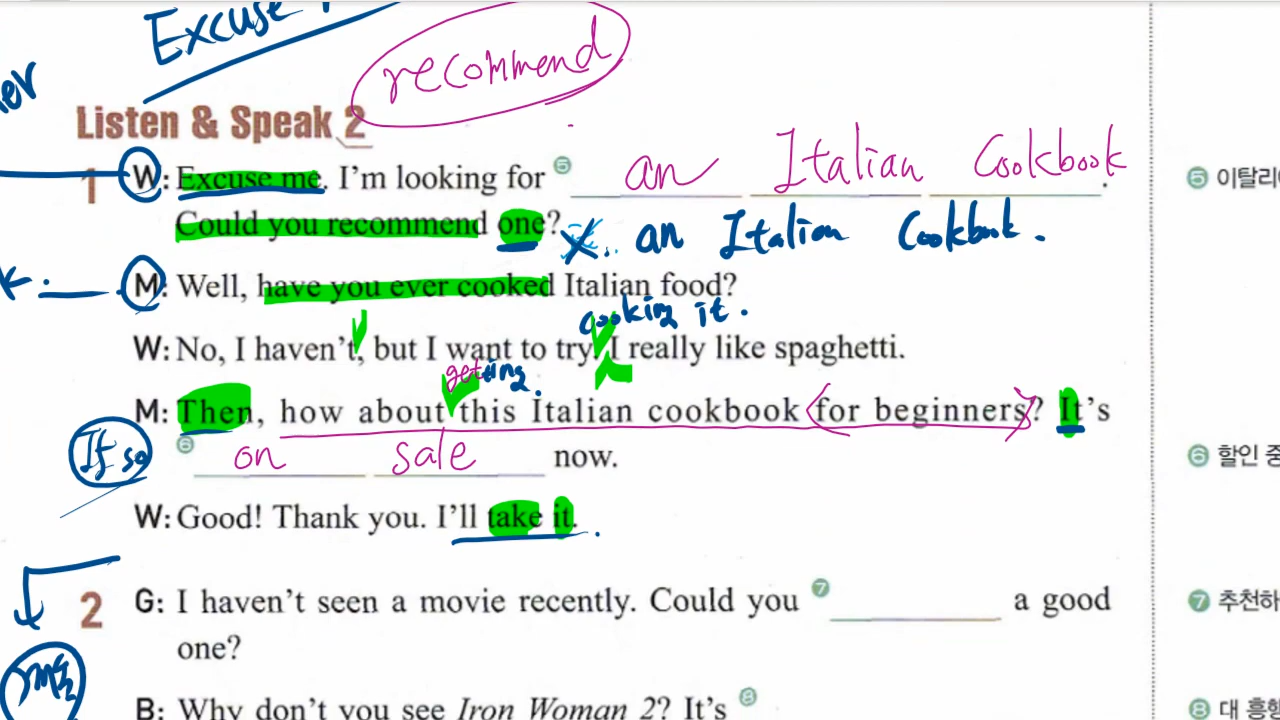 Excuse
recommend
Listen & Speak 2
1 W: Excuse me. I'm looking for ⑤ an Italian Cookbook.
⑤ 이탈리
Could you recommend one? an Italian Cookbook.
M: Well, have you ever cooked Italian food?
cooking it.
W: No, I haven't, but I want to try. I really like spaghetti.
getting
M: Then, how about this Italian cookbook (for beginners)? It's
If so
⑥ on sale now.
⑥ 할인 중
W: Good! Thank you. I'll take it.
2 G: I haven't seen a movie recently. Could you ⑦ ________ a good
⑦ 추천하
one?
B: Why don't you see Iron Woman 2? It's ⑧
⑧ 대 흥행